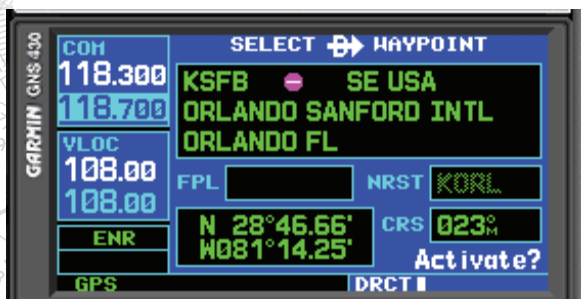 GARMIN GNS 430
COM
118.300
118.700
VLOC
108.00
108.00
ENR
GPS
SELECT D WAYPOINT
KSFB SE USA
ORLANDO SANFORD INTL
ORLANDO FL
FPL
NRST KORL
N 28°46.66'
W081°14.25'
CRS 023°M
Activate?
DRCT